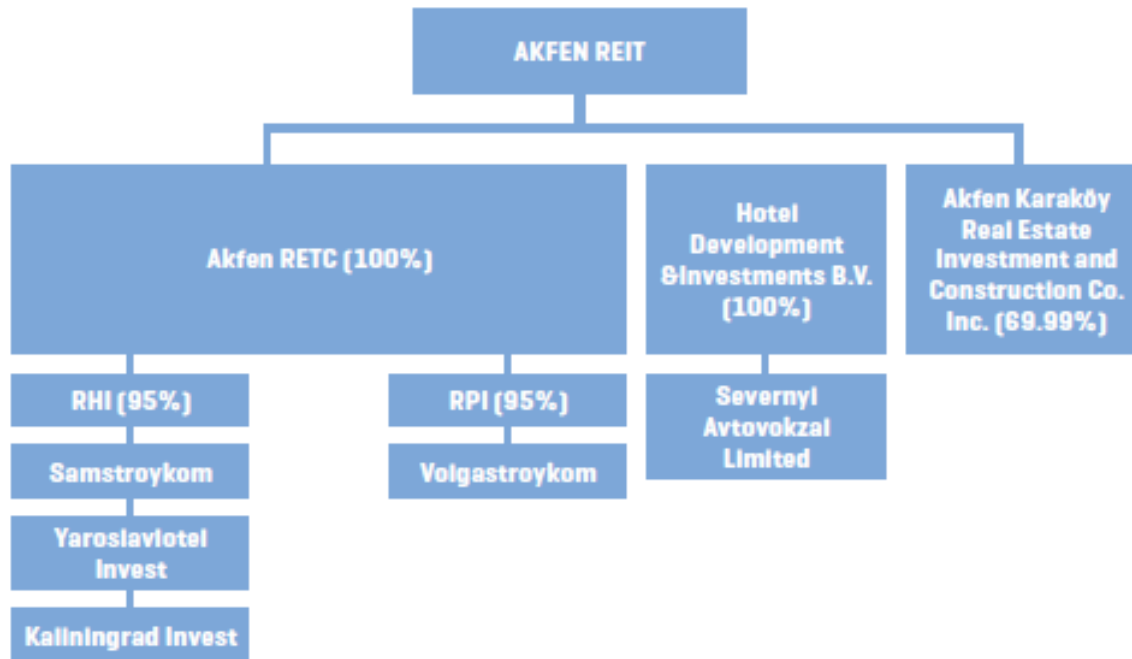 AKFEN REIT
Akfen RETC (100%)
Hotel
Development
&Investments B.V.
(100%)
Akfen Karaköy
Real Estate
Investment and
Construction Co.
Inc. (69.99%)
RHI (95%)
RPI (95%)
Severnyi
Avtovokzal
Limited
Samstroykom
Volgastroykom
Yaroslavlotel
Invest
Kaliningrad Invest